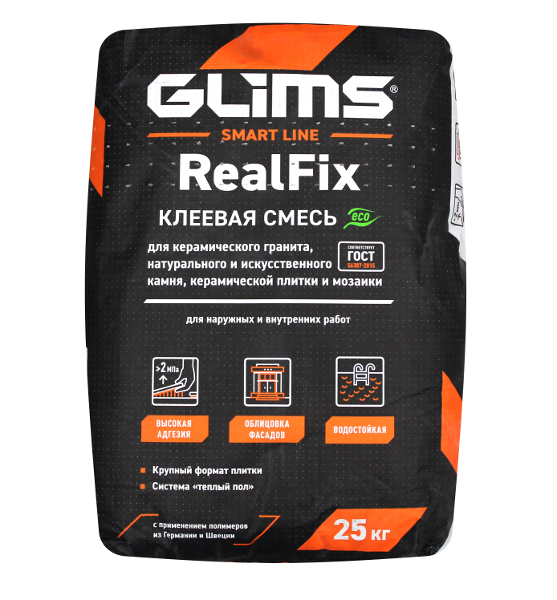 GLIMS®
SMART LINE
RealFix
КЛЕЕВАЯ СМЕСЬ eco
для керамического гранита,
натурального и искусственного
камня, керамической плитки и мозаики
СООТВЕТСТВУЕТ
ГОСТ
56387-2015
для наружных и внутренних работ
>2 МПа
ВЫСОКАЯ
АДГЕЗИЯ
ОБЛИЦОВКА
ФАСАДОВ
ВОДОСТОЙКАЯ
Крупный формат плитки
Система «теплый пол»
с применением полимеров
из Германии и Швеции
25 кг